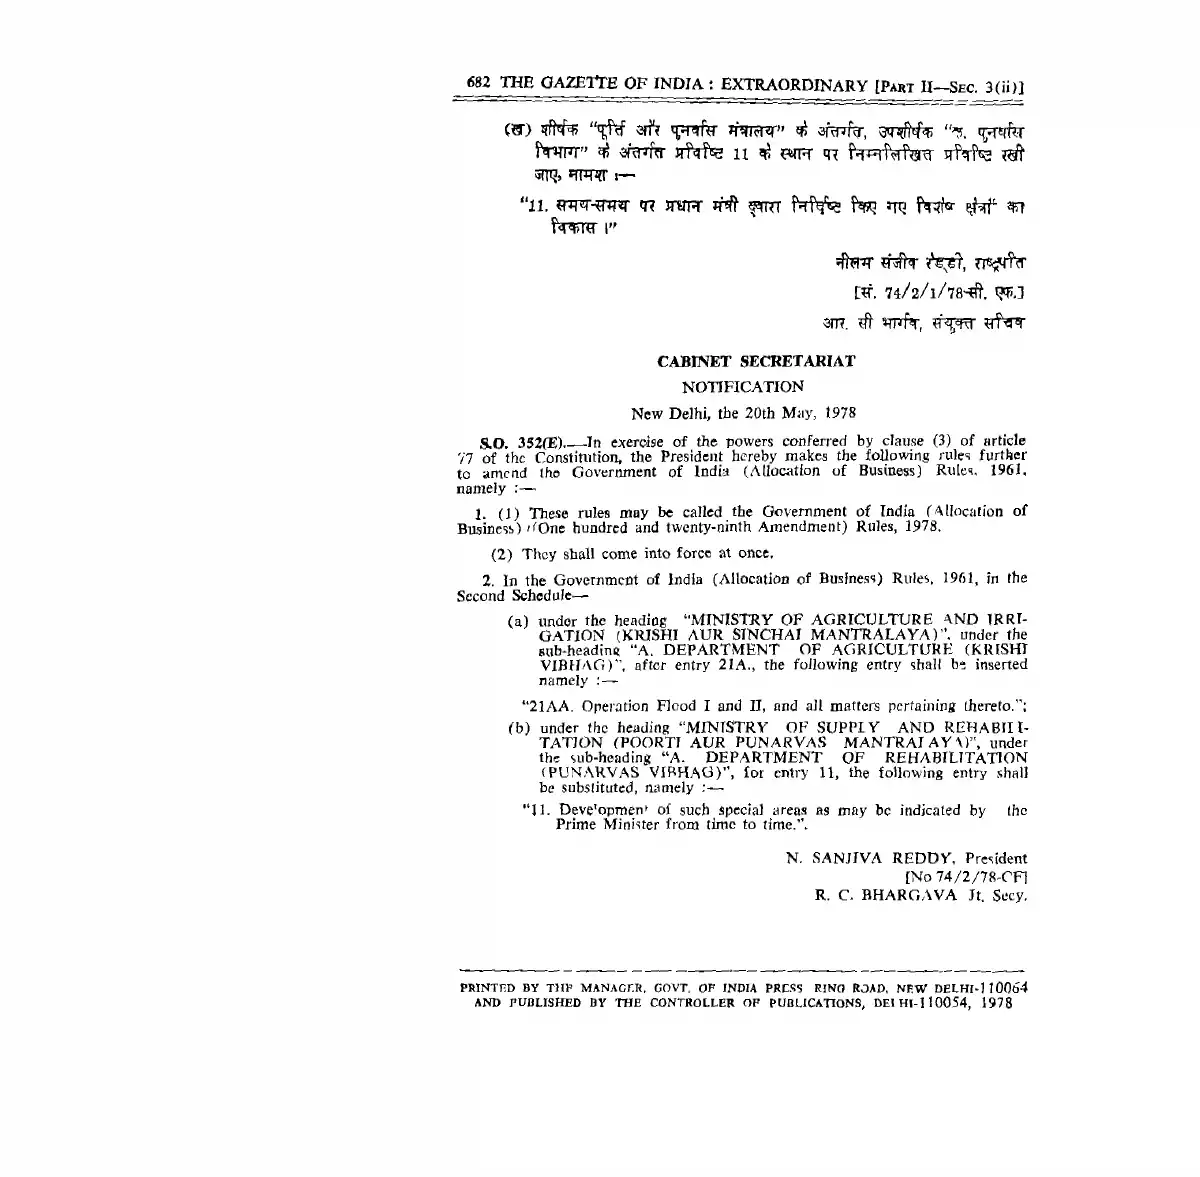 682 THE GAZETTE OF INDIA : EXTRAORDINARY [PART II—SEC. 3(ii)]
(ख) शीर्षक "पूर्ति और पुनर्वास मंत्रालय" के अंतर्गत, उपशीर्षक "क. पुनर्वास
विभाग" के अंतर्गत प्रविष्टि 11 के स्थान पर निम्नलिखित प्रविष्टि रखी
जाए, नामश :—
"11. समय-समय पर प्रधान मंत्री द्वारा निर्दिष्ट किए गए विशेष क्षेत्रों का
विकास ।"
नीलम संजीव रेड्डी, राष्ट्रपति
[सं. 74/2/1/78-सी. एफ.]
आर. सी भार्गव, संयुक्त सचिव
CABINET SECRETARIAT
NOTIFICATION
New Delhi, the 20th May, 1978
S.O. 352(E).—In exercise of the powers conferred by clause (3) of article
77 of the Constitution, the President hereby makes the following rules further
to amend the Government of India (Allocation of Business) Rules, 1961,
namely :—
1. (1) These rules may be called the Government of India (Allocation of
Business) (One hundred and twenty-ninth Amendment) Rules, 1978.
(2) They shall come into force at once.
2. In the Government of India (Allocation of Business) Rules, 1961, in the
Second Schedule—
(a) under the heading "MINISTRY OF AGRICULTURE AND IRRI-
GATION (KRISHI AUR SINCHAI MANTRALAYA)", under the
sub-heading "A. DEPARTMENT OF AGRICULTURE (KRISHI
VIBHAG)", after entry 21A., the following entry shall be inserted
namely :—
"21AA. Operation Flood I and II, and all matters pertaining thereto.";
(b) under the heading "MINISTRY OF SUPPLY AND REHABILI-
TATION (POORTI AUR PUNARVAS MANTRALAYA)", under
the sub-heading "A. DEPARTMENT OF REHABILITATION
(PUNARVAS VIBHAG)", for entry 11, the following entry shall
be substituted, namely :—
"11. Development of such special areas as may be indicated by the
Prime Minister from time to time.".
N. SANJIVA REDDY, President
[No 74/2/78-CF]
R. C. BHARGAVA Jt. Secy.
PRINTED BY THE MANAGER, GOVT. OF INDIA PRESS RING ROAD, NEW DELHI-110064
AND PUBLISHED BY THE CONTROLLER OF PUBLICATIONS, DELHI-110054, 1978